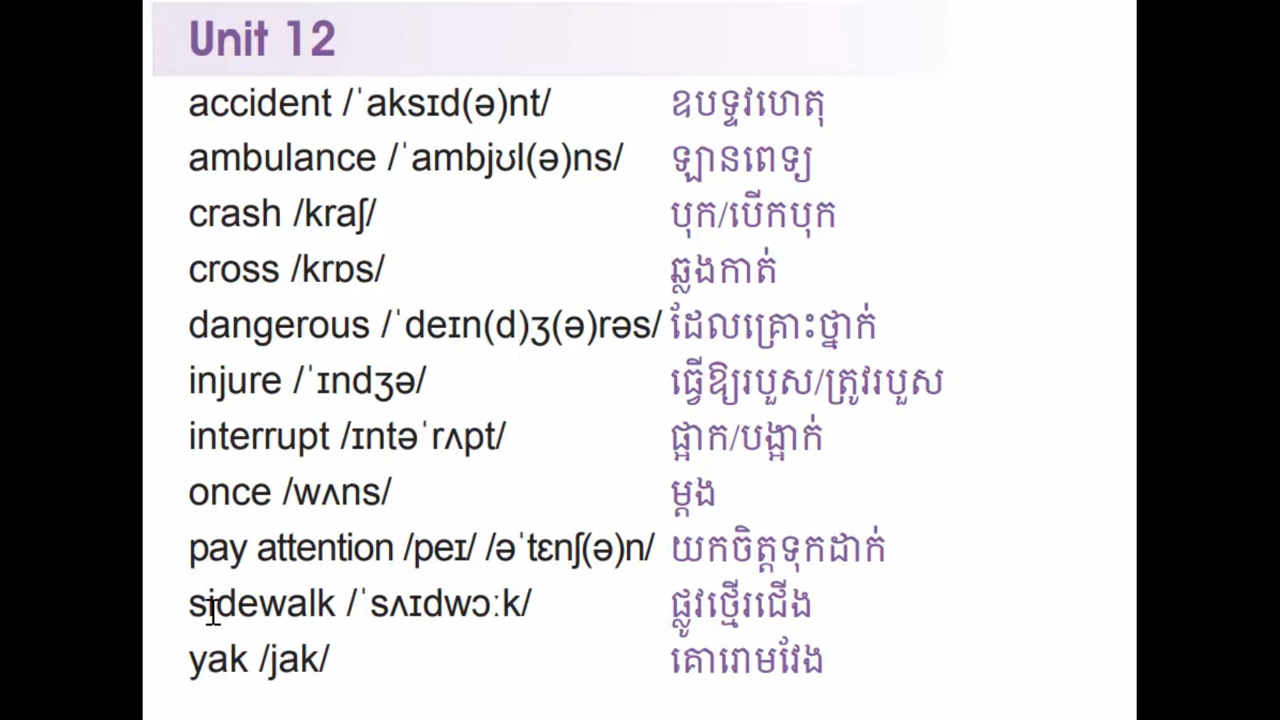 Unit 12
accident /ˈaksɪd(ə)nt/ ឧបទ្ទវហេតុ
ambulance /ˈambjʊl(ə)ns/ ឡានពេទ្យ
crash /kraʃ/ បុក/បើកបុក
cross /krɒs/ ឆ្លងកាត់
dangerous /ˈdeɪn(d)ʒ(ə)rəs/ ដែលគ្រោះថ្នាក់
injure /ˈɪndʒə/ ធ្វើឱ្យរបួស/ត្រូវរបួស
interrupt /ɪntəˈrʌpt/ ផ្អាក/បង្អាក់
once /wʌns/ ម្តង
pay attention /peɪ/ /əˈtɛnʃ(ə)n/ យកចិត្តទុកដាក់
sidewalk /ˈsʌɪdwɔːk/ ផ្លូវថ្មើរជើង
yak /jak/ គោរោមវែង